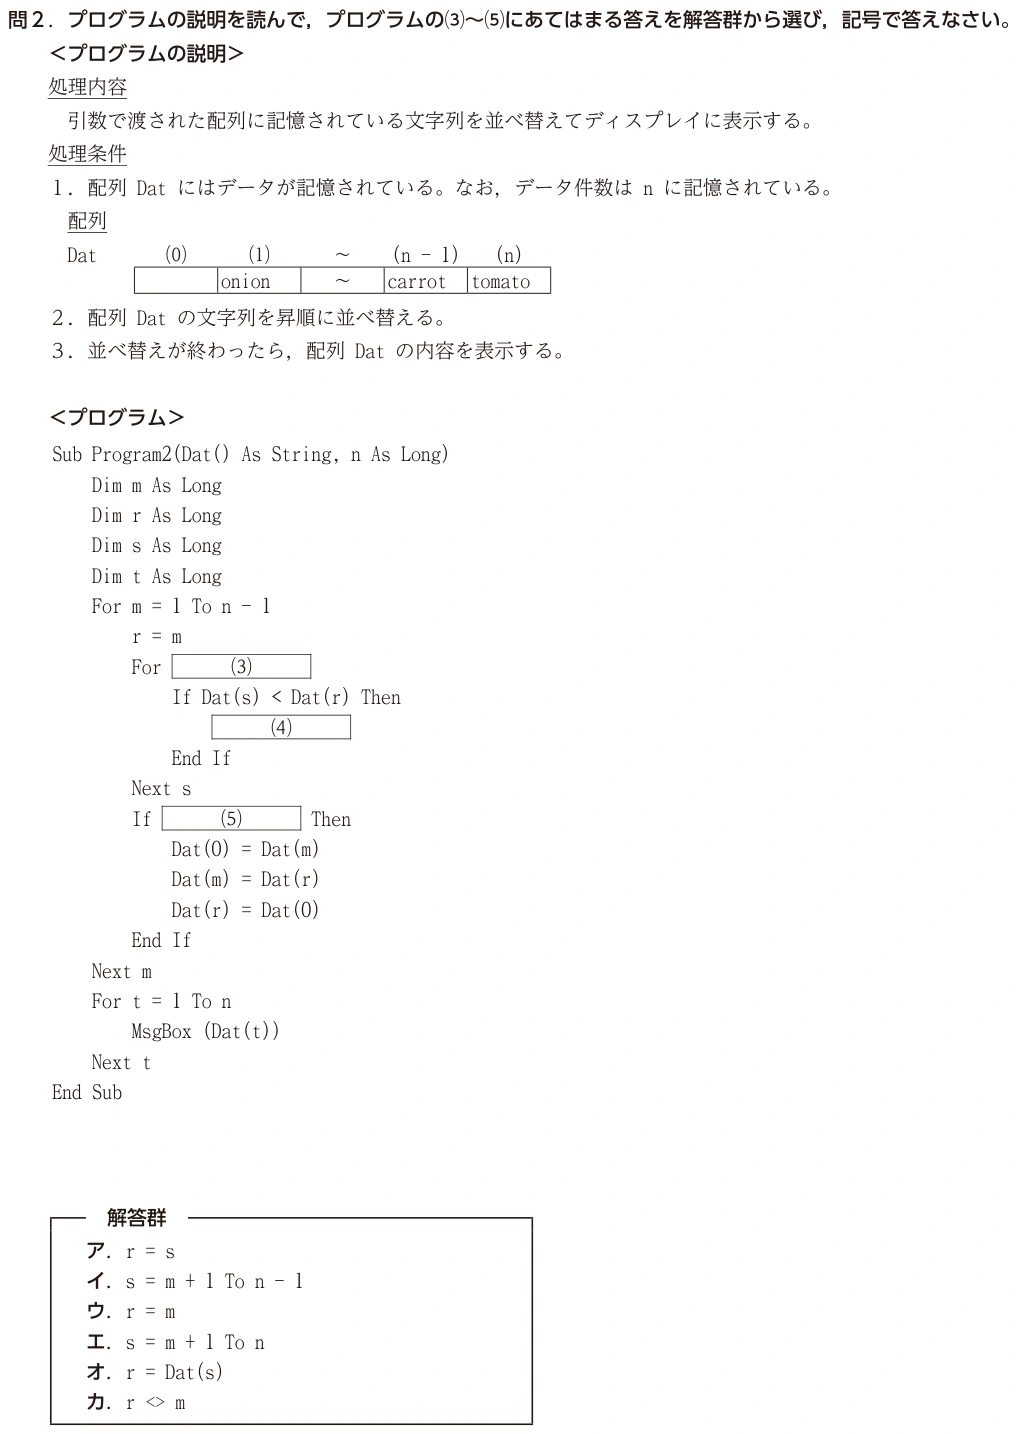 問２．プログラムの説明を読んで，プログラムの⑶～⑸にあてはまる答えを解答群から選び，記号で答えなさい。
＜プログラムの説明＞
処理内容
引数で渡された配列に記憶されている文字列を並べ替えてディスプレイに表示する。
処理条件
１．配列 Dat にはデータが記憶されている。なお，データ件数は n に記憶されている。
配列
Dat (0) (1) ～ (n - 1) (n)
onion ～ carrot tomato
２．配列 Dat の文字列を昇順に並べ替える。
３．並べ替えが終わったら，配列 Dat の内容を表示する。
＜プログラム＞
Sub Program2(Dat() As String, n As Long)
Dim m As Long
Dim r As Long
Dim s As Long
Dim t As Long
For m = 1 To n - 1
r = m
For ⑶
If Dat(s) < Dat(r) Then
⑷
End If
Next s
If ⑸ Then
Dat(0) = Dat(m)
Dat(m) = Dat(r)
Dat(r) = Dat(0)
End If
Next m
For t = 1 To n
MsgBox (Dat(t))
Next t
End Sub
解答群
ア．r = s
イ．s = m + 1 To n - 1
ウ．r = m
エ．s = m + 1 To n
オ．r = Dat(s)
カ．r <> m